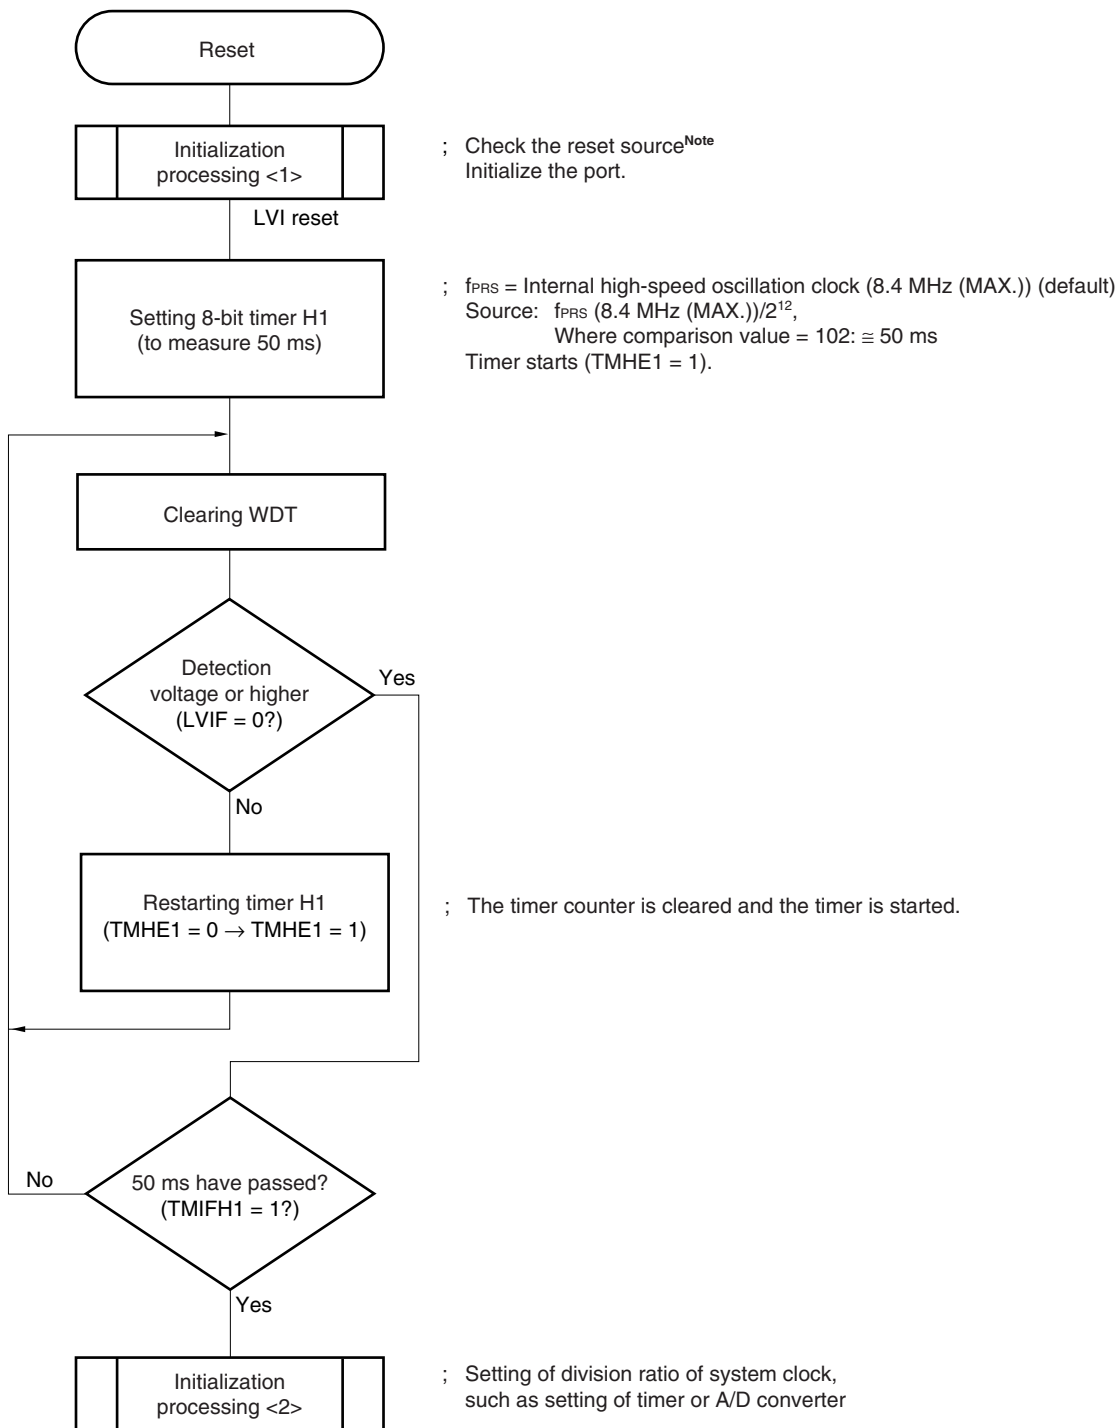 Reset
Initialization
processing <1>
; Check the reset sourceNote
Initialize the port.
LVI reset
Setting 8-bit timer H1
(to measure 50 ms)
; fPRS = Internal high-speed oscillation clock (8.4 MHz (MAX.)) (default)
Source: fPRS (8.4 MHz (MAX.))/2¹²,
Where comparison value = 102: ≅ 50 ms
Timer starts (TMHE1 = 1).
Clearing WDT
Detection
voltage or higher
(LVIF = 0?)
Yes
No
Restarting timer H1
(TMHE1 = 0 → TMHE1 = 1)
; The timer counter is cleared and the timer is started.
No
50 ms have passed?
(TMIFH1 = 1?)
Yes
Initialization
processing <2>
; Setting of division ratio of system clock,
such as setting of timer or A/D converter